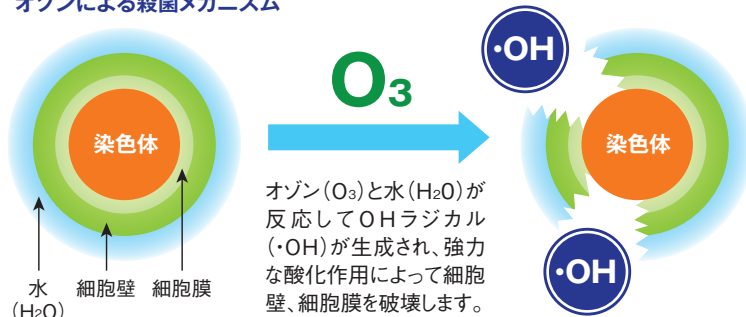 オゾンによる殺菌メカニズム
染色体
水
(H₂O)
細胞壁
細胞膜
O₃
オゾン(O₃)と水(H₂O)が
反応してOHラジカル
(・OH)が生成され、強力
な酸化作用によって細胞
壁、細胞膜を破壊します。
・OH
染色体
・OH